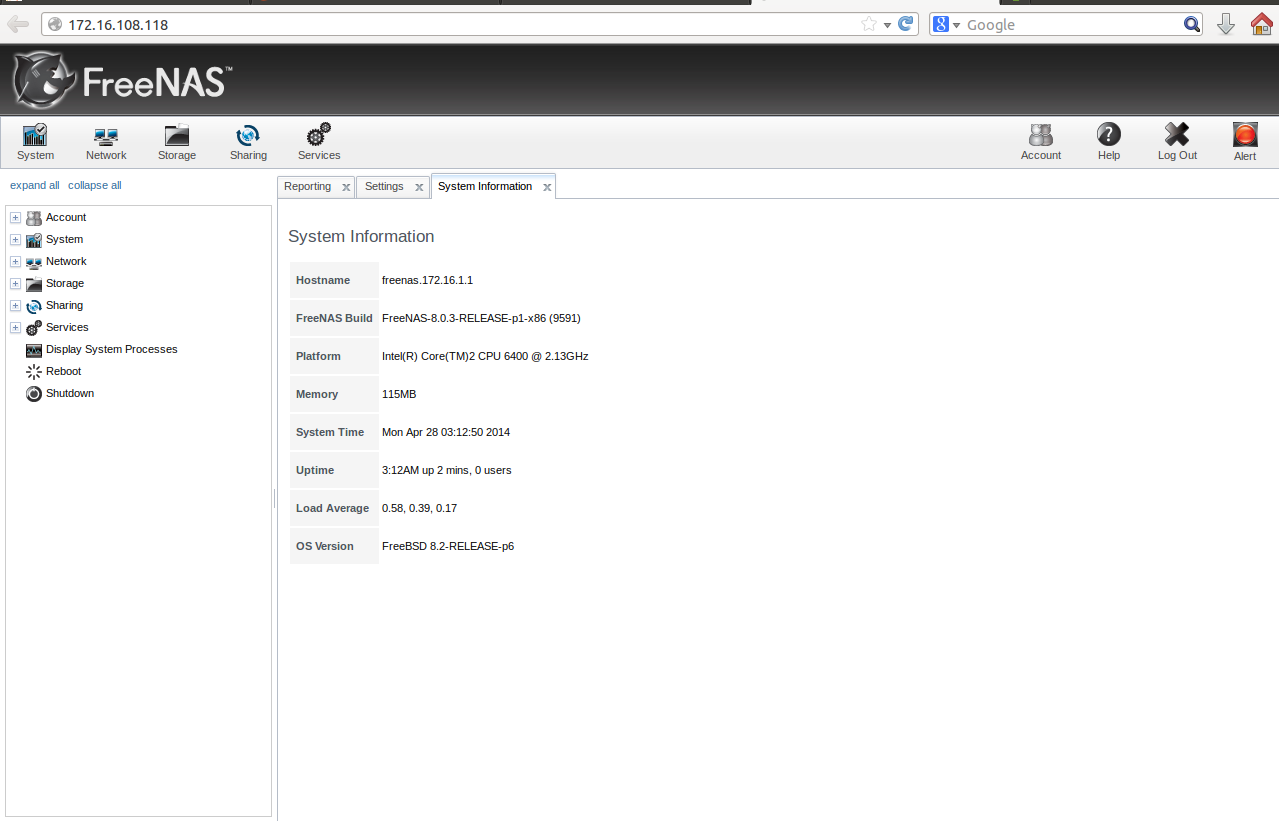 172.16.108.118
Google
FreeNAS™
System Network Storage Sharing Services Account Help Log Out Alert
expand all collapse all
Reporting Settings System Information
Account
System
Network
Storage
Sharing
Services
Display System Processes
Reboot
Shutdown
System Information
Hostname freenas.172.16.1.1
FreeNAS Build FreeNAS-8.0.3-RELEASE-p1-x86 (9591)
Platform Intel(R) Core(TM)2 CPU 6400 @ 2.13GHz
Memory 115MB
System Time Mon Apr 28 03:12:50 2014
Uptime 3:12AM up 2 mins, 0 users
Load Average 0.58, 0.39, 0.17
OS Version FreeBSD 8.2-RELEASE-p6